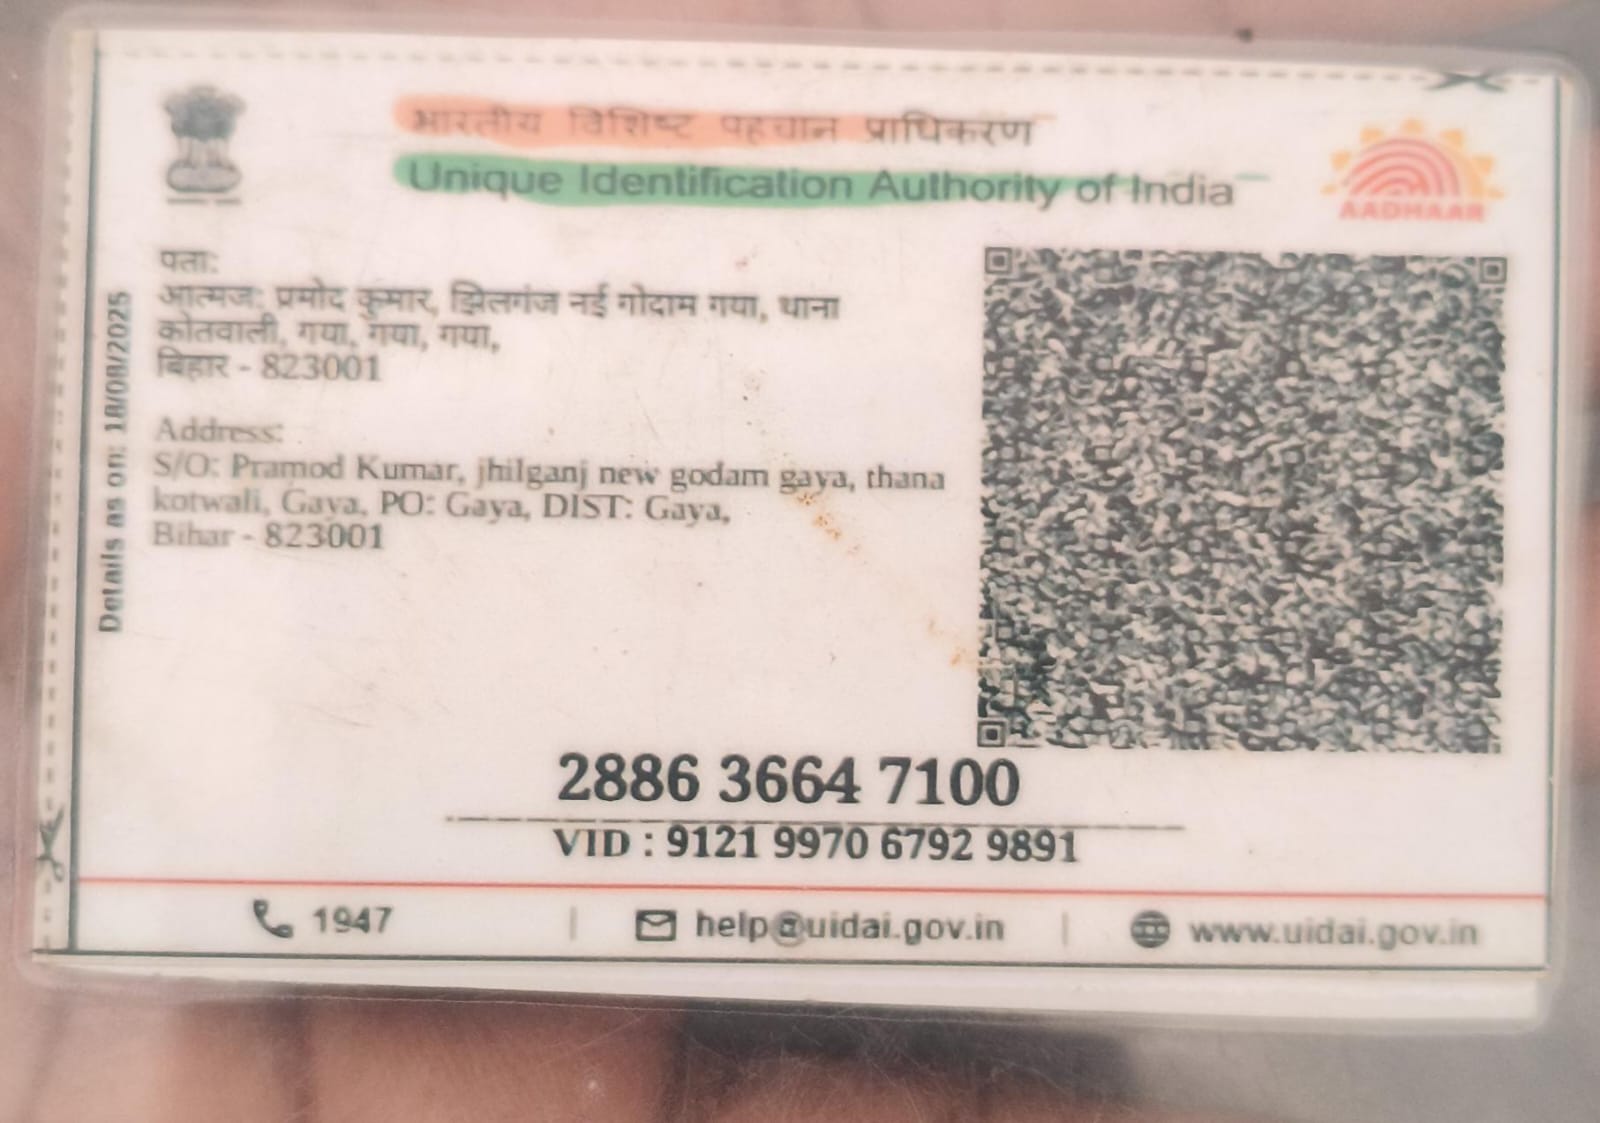 भारतीय विशिष्ट पहचान प्राधिकरण
Unique Identification Authority of India
AADHAAR
Details as on: 18/08/2025
पता:
आत्मज: प्रमोद कुमार, झिलगंज नई गोदाम गया, थाना
कोतवाली, गया, गया, गया,
बिहार - 823001
Address:
S/O: Pramod Kumar, jhilganj new godam gaya, thana
kotwali, Gaya, PO: Gaya, DIST: Gaya,
Bihar - 823001
2886 3664 7100
VID : 9121 9970 6792 9891
1947 | help@uidai.gov.in | www.uidai.gov.in